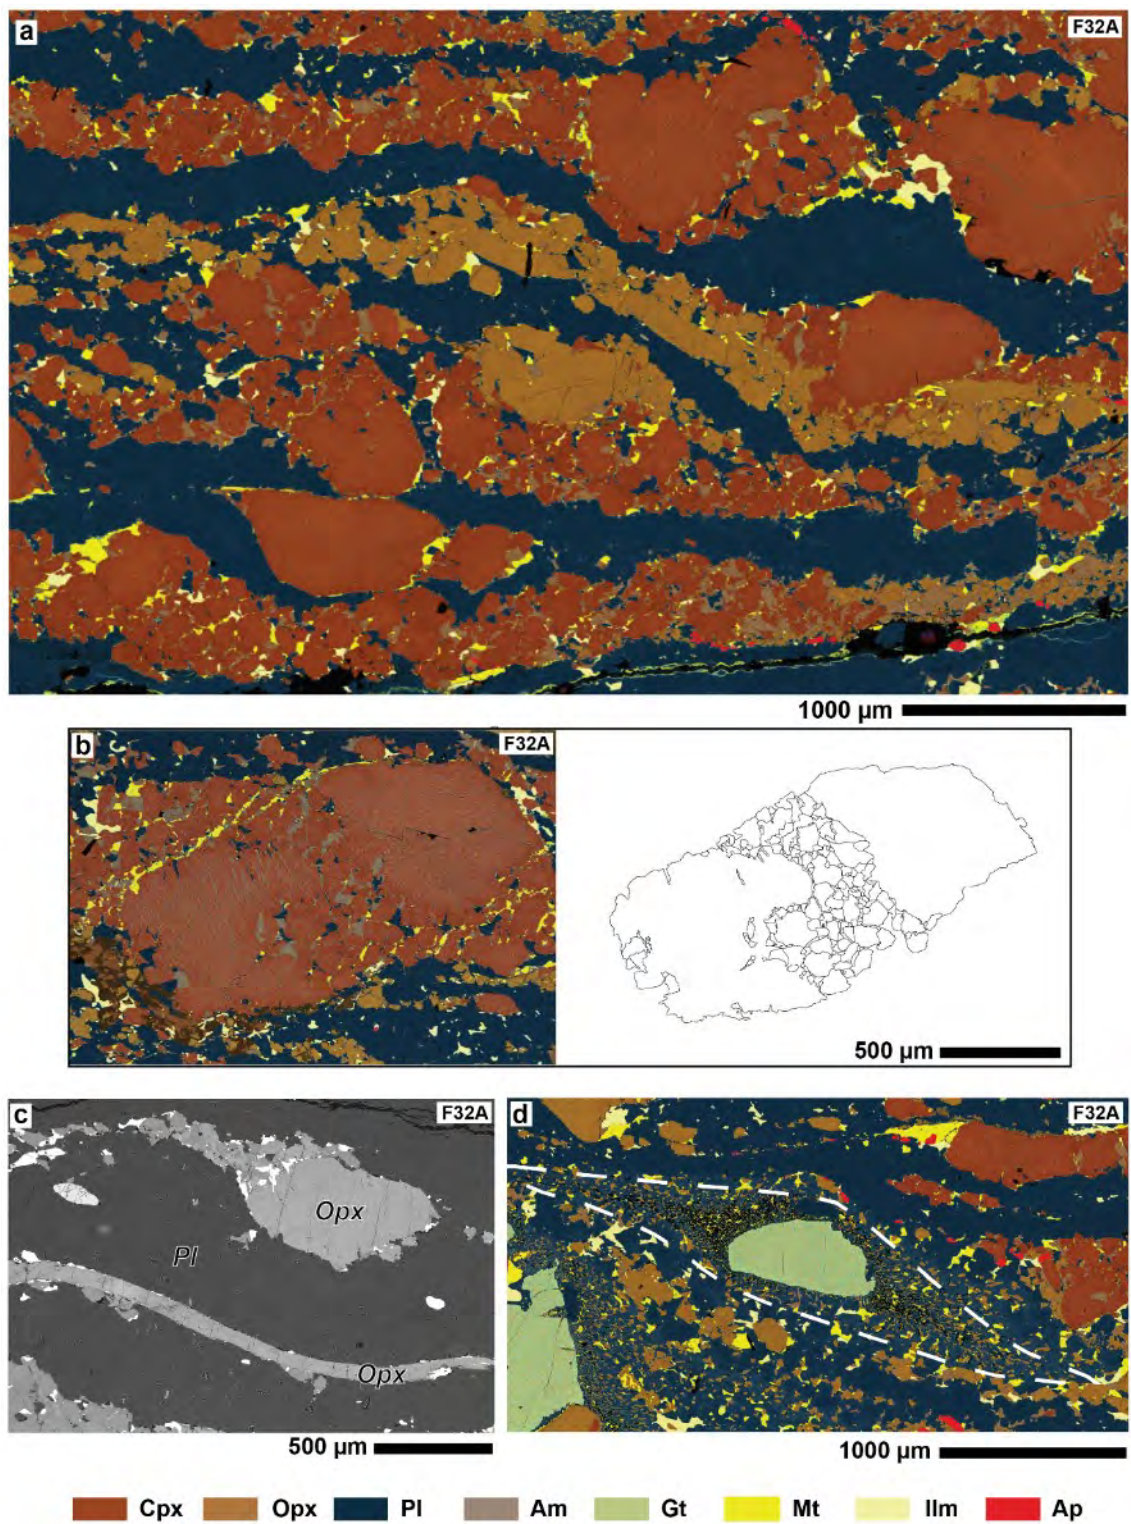 a F32A
1000 μm
b F32A
500 μm
c F32A
Opx
Pl
Opx
500 μm
d F32A
1000 μm
Cpx Opx Pl Am Gt Mt Ilm Ap